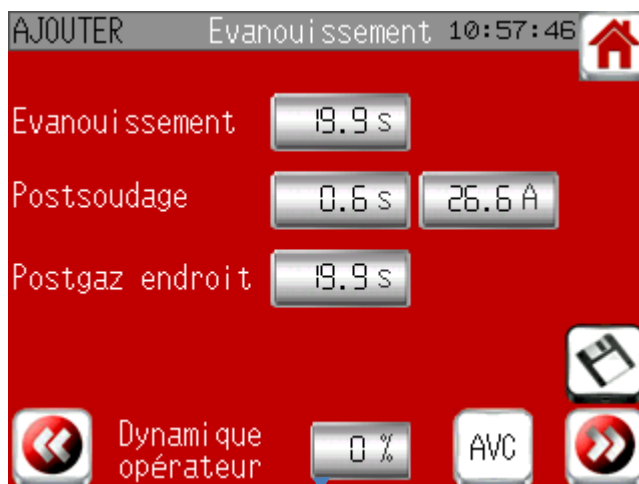 AJOUTER Evanouissement 10:57:46
Evanouissement 19.9 s
Postsoudage 0.6 s 26.6 A
Postgaz endroit 19.9 s
Dynamique
opérateur 0 % AVC